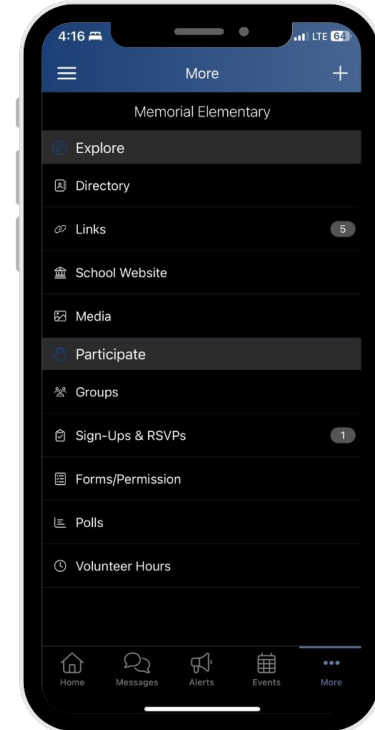 4:16 LTE 64
More
Memorial Elementary
Explore
Directory
Links 5
School Website
Media
Participate
Groups
Sign-Ups & RSVPs 1
Forms/Permission
Polls
Volunteer Hours
Home Messages Alerts Events More